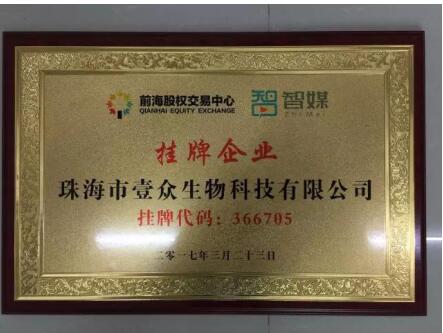 前海股权交易中心 智媒
QIANHAI EQUITY EXCHANGE ZhiMei
挂牌企业
珠海市壹众生物科技有限公司
挂牌代码：366705
二零一七年三月二十三日